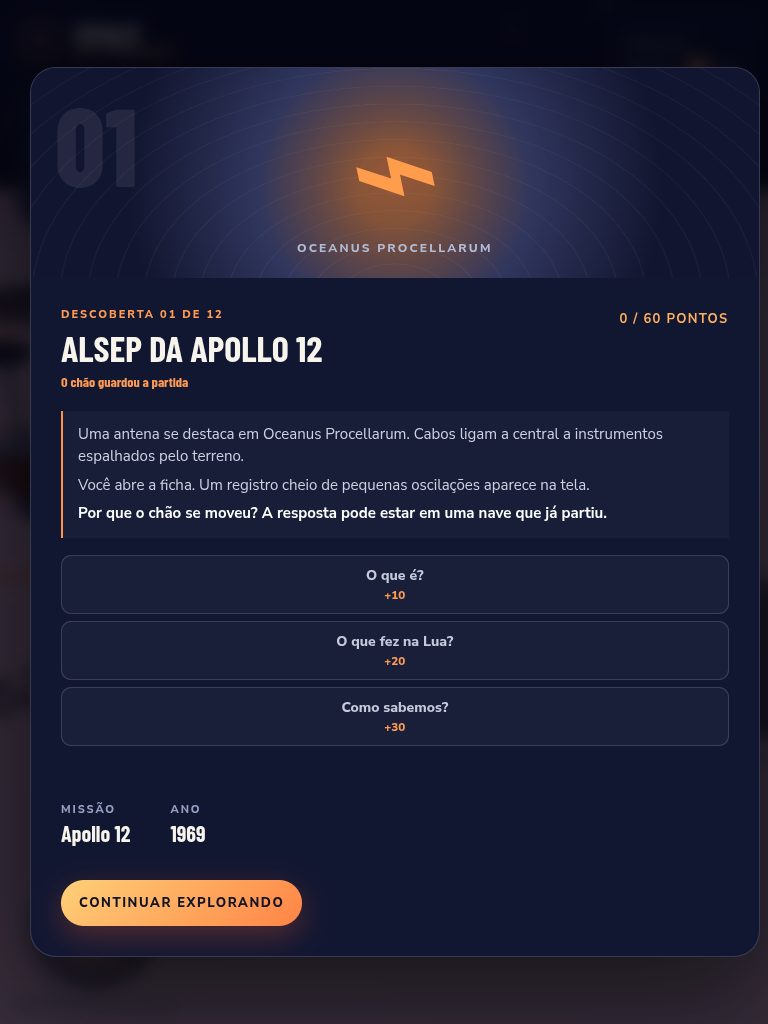 01
OCEANUS PROCELLARUM
DESCOBERTA 01 DE 12
0 / 60 PONTOS
ALSEP DA APOLLO 12
O chão guardou a partida
Uma antena se destaca em Oceanus Procellarum. Cabos ligam a central a instrumentos
espalhados pelo terreno.
Você abre a ficha. Um registro cheio de pequenas oscilações aparece na tela.
Por que o chão se moveu? A resposta pode estar em uma nave que já partiu.
O que é?
+10
O que fez na Lua?
+20
Como sabemos?
+30
MISSÃO
ANO
Apollo 12
1969
CONTINUAR EXPLORANDO